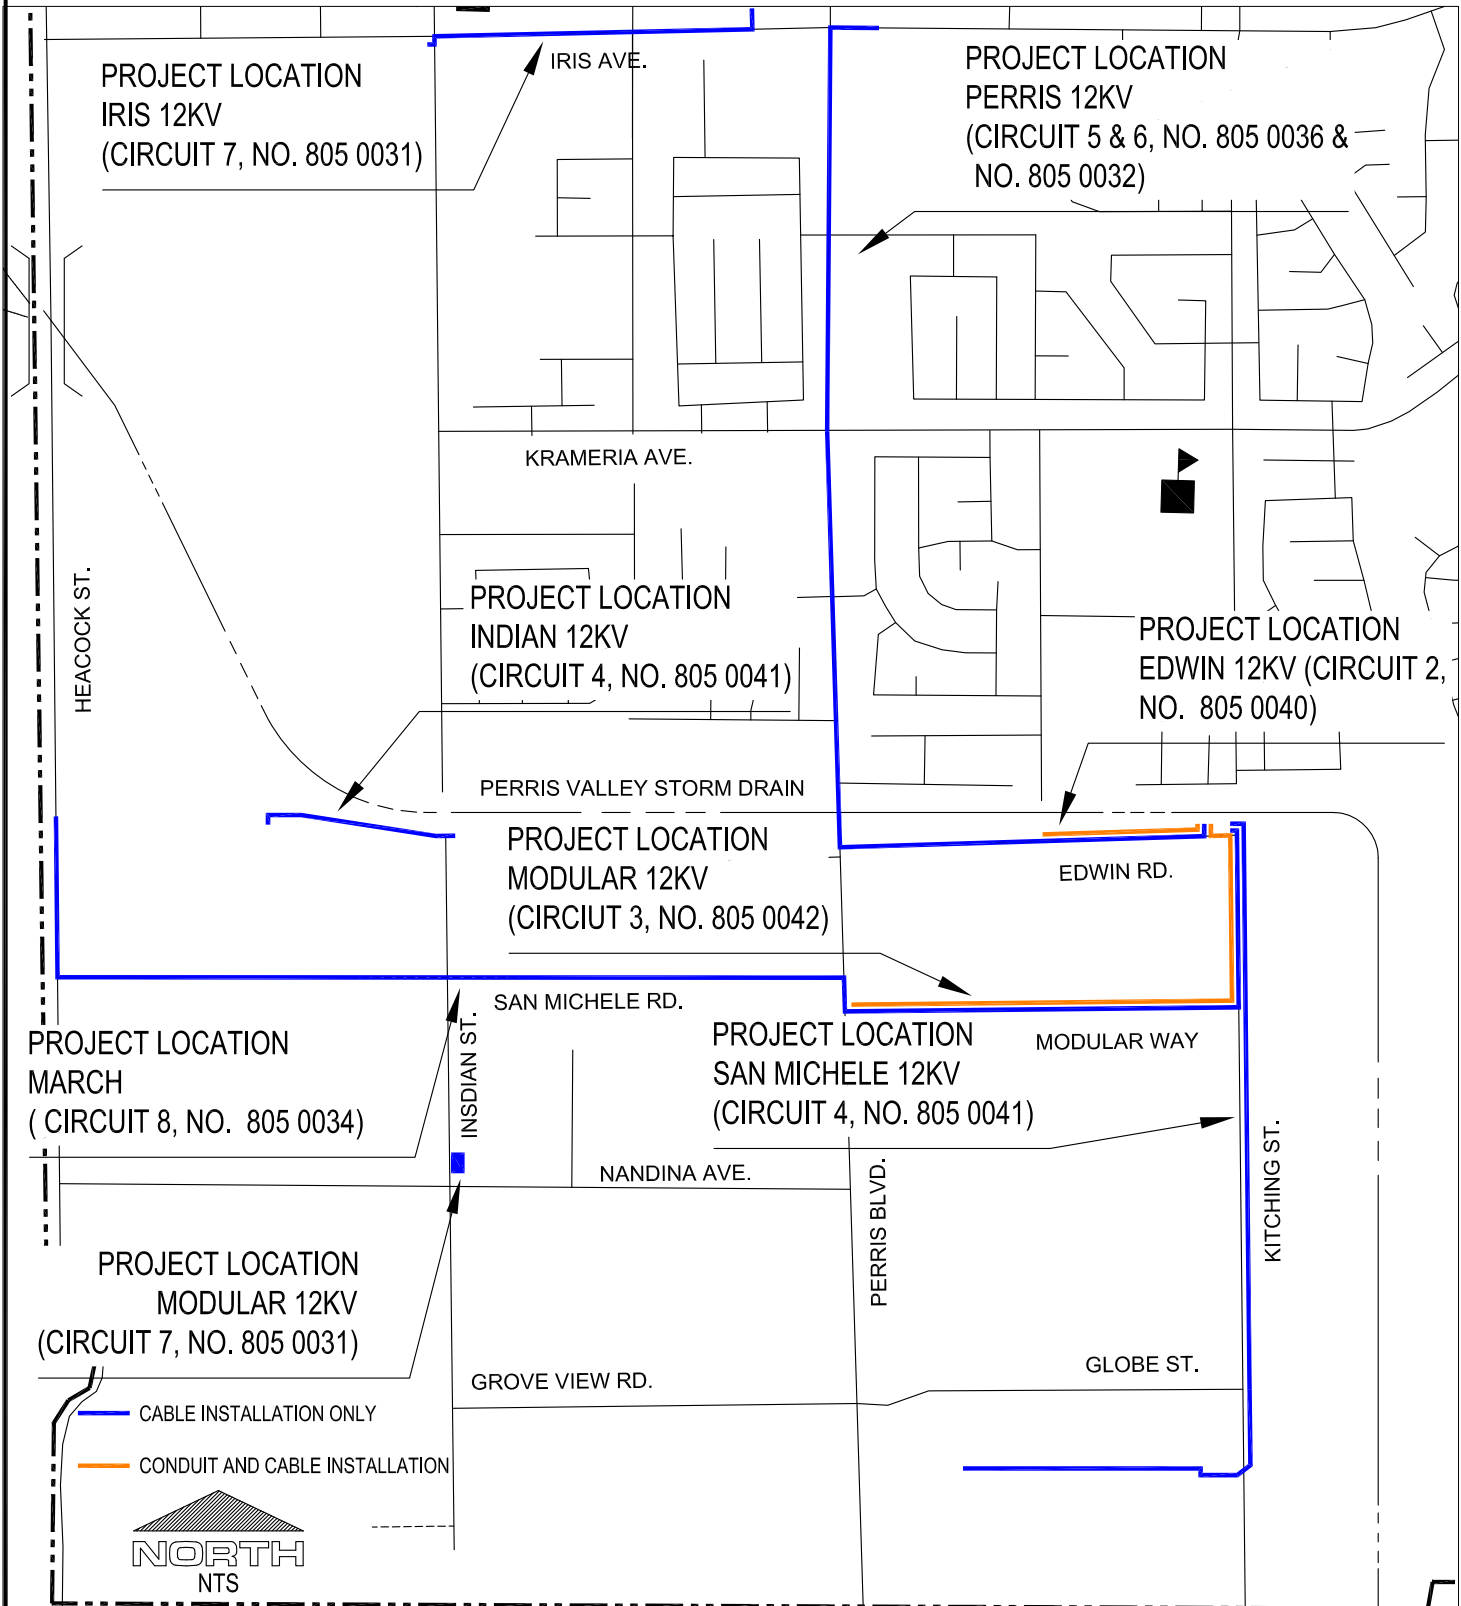 IRIS AVE.
PROJECT LOCATION
IRIS 12KV
(CIRCUIT 7, NO. 805 0031)
PROJECT LOCATION
PERRIS 12KV
(CIRCUIT 5 & 6, NO. 805 0036 &
NO. 805 0032)
KRAMERIA AVE.
HEACOCK ST.
PROJECT LOCATION
INDIAN 12KV
(CIRCUIT 4, NO. 805 0041)
PROJECT LOCATION
EDWIN 12KV (CIRCUIT 2,
NO. 805 0040)
PERRIS VALLEY STORM DRAIN
PROJECT LOCATION
MODULAR 12KV
(CIRCIUT 3, NO. 805 0042)
EDWIN RD.
SAN MICHELE RD.
INSDIAN ST.
PROJECT LOCATION
MARCH
( CIRCUIT 8, NO. 805 0034)
PROJECT LOCATION
SAN MICHELE 12KV
(CIRCUIT 4, NO. 805 0041)
MODULAR WAY
NANDINA AVE.
PERRIS BLVD.
KITCHING ST.
PROJECT LOCATION
MODULAR 12KV
(CIRCUIT 7, NO. 805 0031)
GROVE VIEW RD.
GLOBE ST.
CABLE INSTALLATION ONLY
CONDUIT AND CABLE INSTALLATION
NORTH
NTS